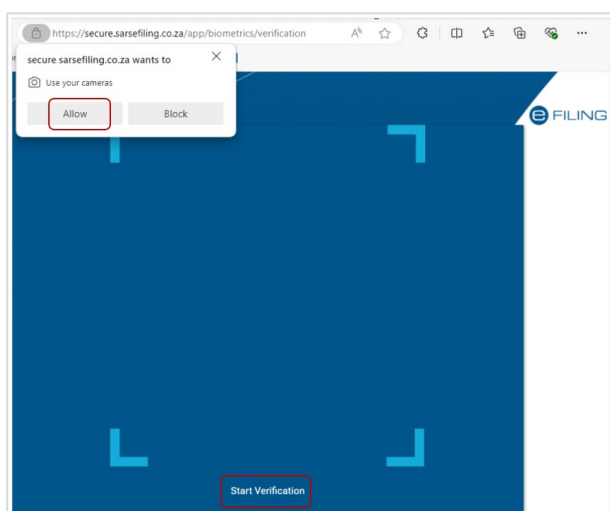 https://secure.sarsefiling.co.za/app/biometrics/verification
secure.sarsefiling.co.za wants to
Use your cameras
Allow
Block
e FILING
Start Verification